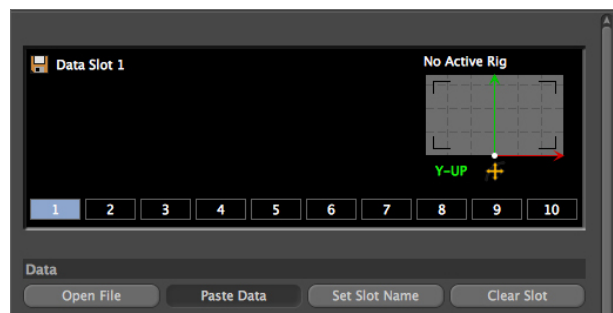 Data Slot 1
No Active Rig
Y-UP
1 2 3 4 5 6 7 8 9 10
Data
Open File Paste Data Set Slot Name Clear Slot